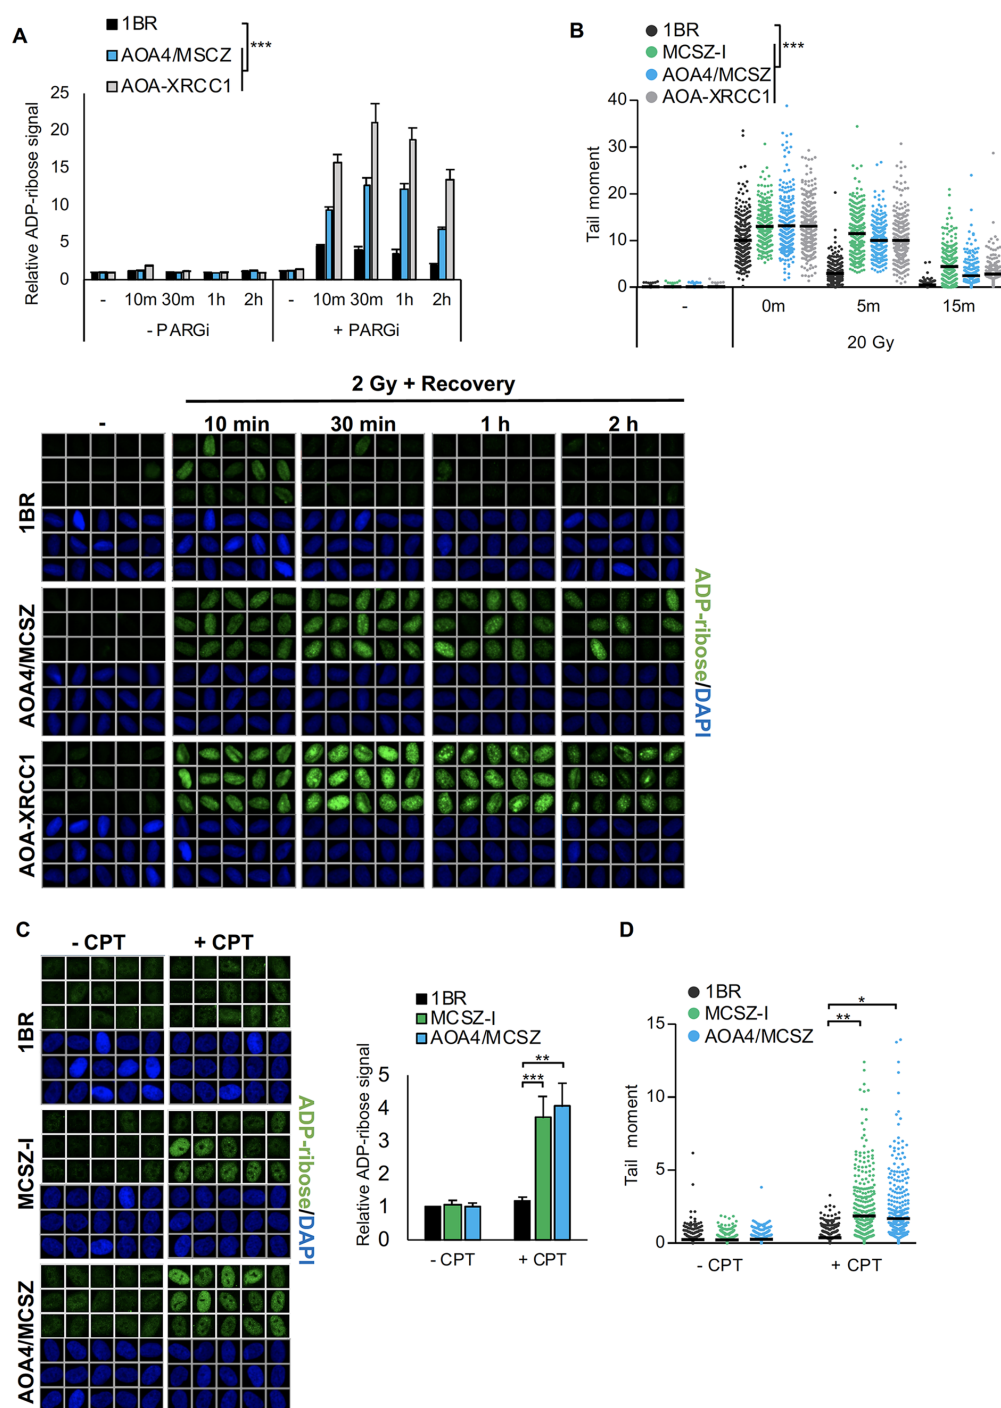 A
1BR
AOA4/MSCZ
AOA-XRCC1
***
Relative ADP-ribose signal
25
20
15
10
5
0
- 10m 30m 1h 2h - 10m 30m 1h 2h
- PARGi + PARGi
B
1BR
MCSZ-I
AOA4/MCSZ
AOA-XRCC1
***
Tail moment
40
30
20
10
0
- 0m 5m 15m
20 Gy
2 Gy + Recovery
- 10 min 30 min 1 h 2 h
1BR
AOA4/MCSZ
AOA-XRCC1
ADP-ribose/DAPI
C
- CPT + CPT
1BR
MCSZ-I
AOA4/MCSZ
ADP-ribose/DAPI
1BR
MCSZ-I
AOA4/MCSZ
Relative ADP-ribose signal
5
4
3
2
1
0
**
***
- CPT + CPT
D
1BR
MCSZ-I
AOA4/MCSZ
*
**
Tail moment
15
10
5
0
- CPT + CPT